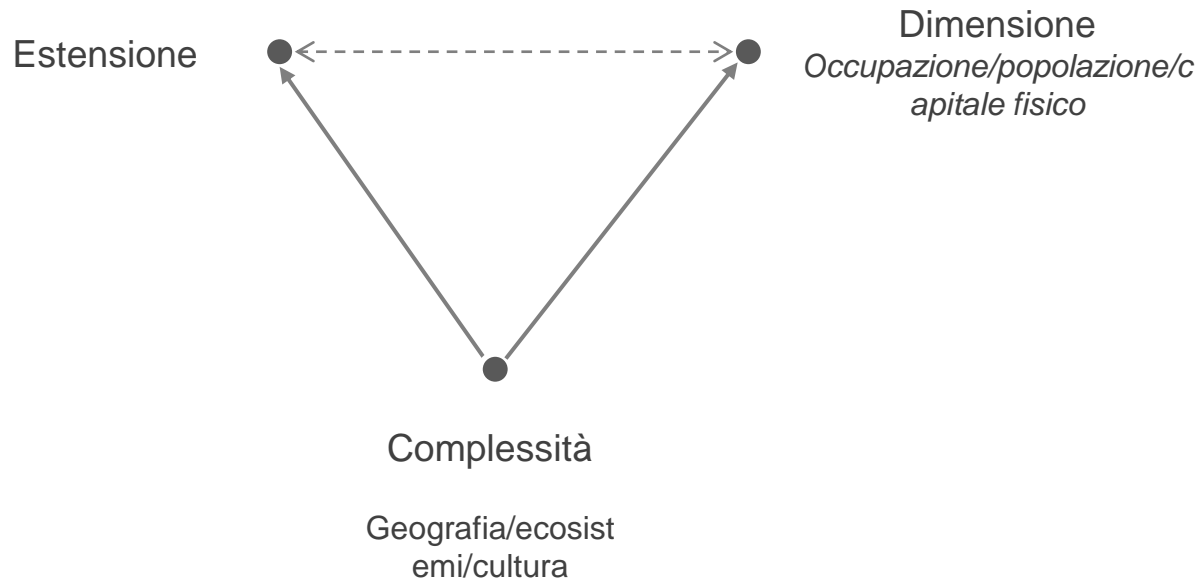 Estensione
Dimensione
Occupazione/popolazione/c
apitale fisico
Complessità
Geografia/ecosist
emi/cultura